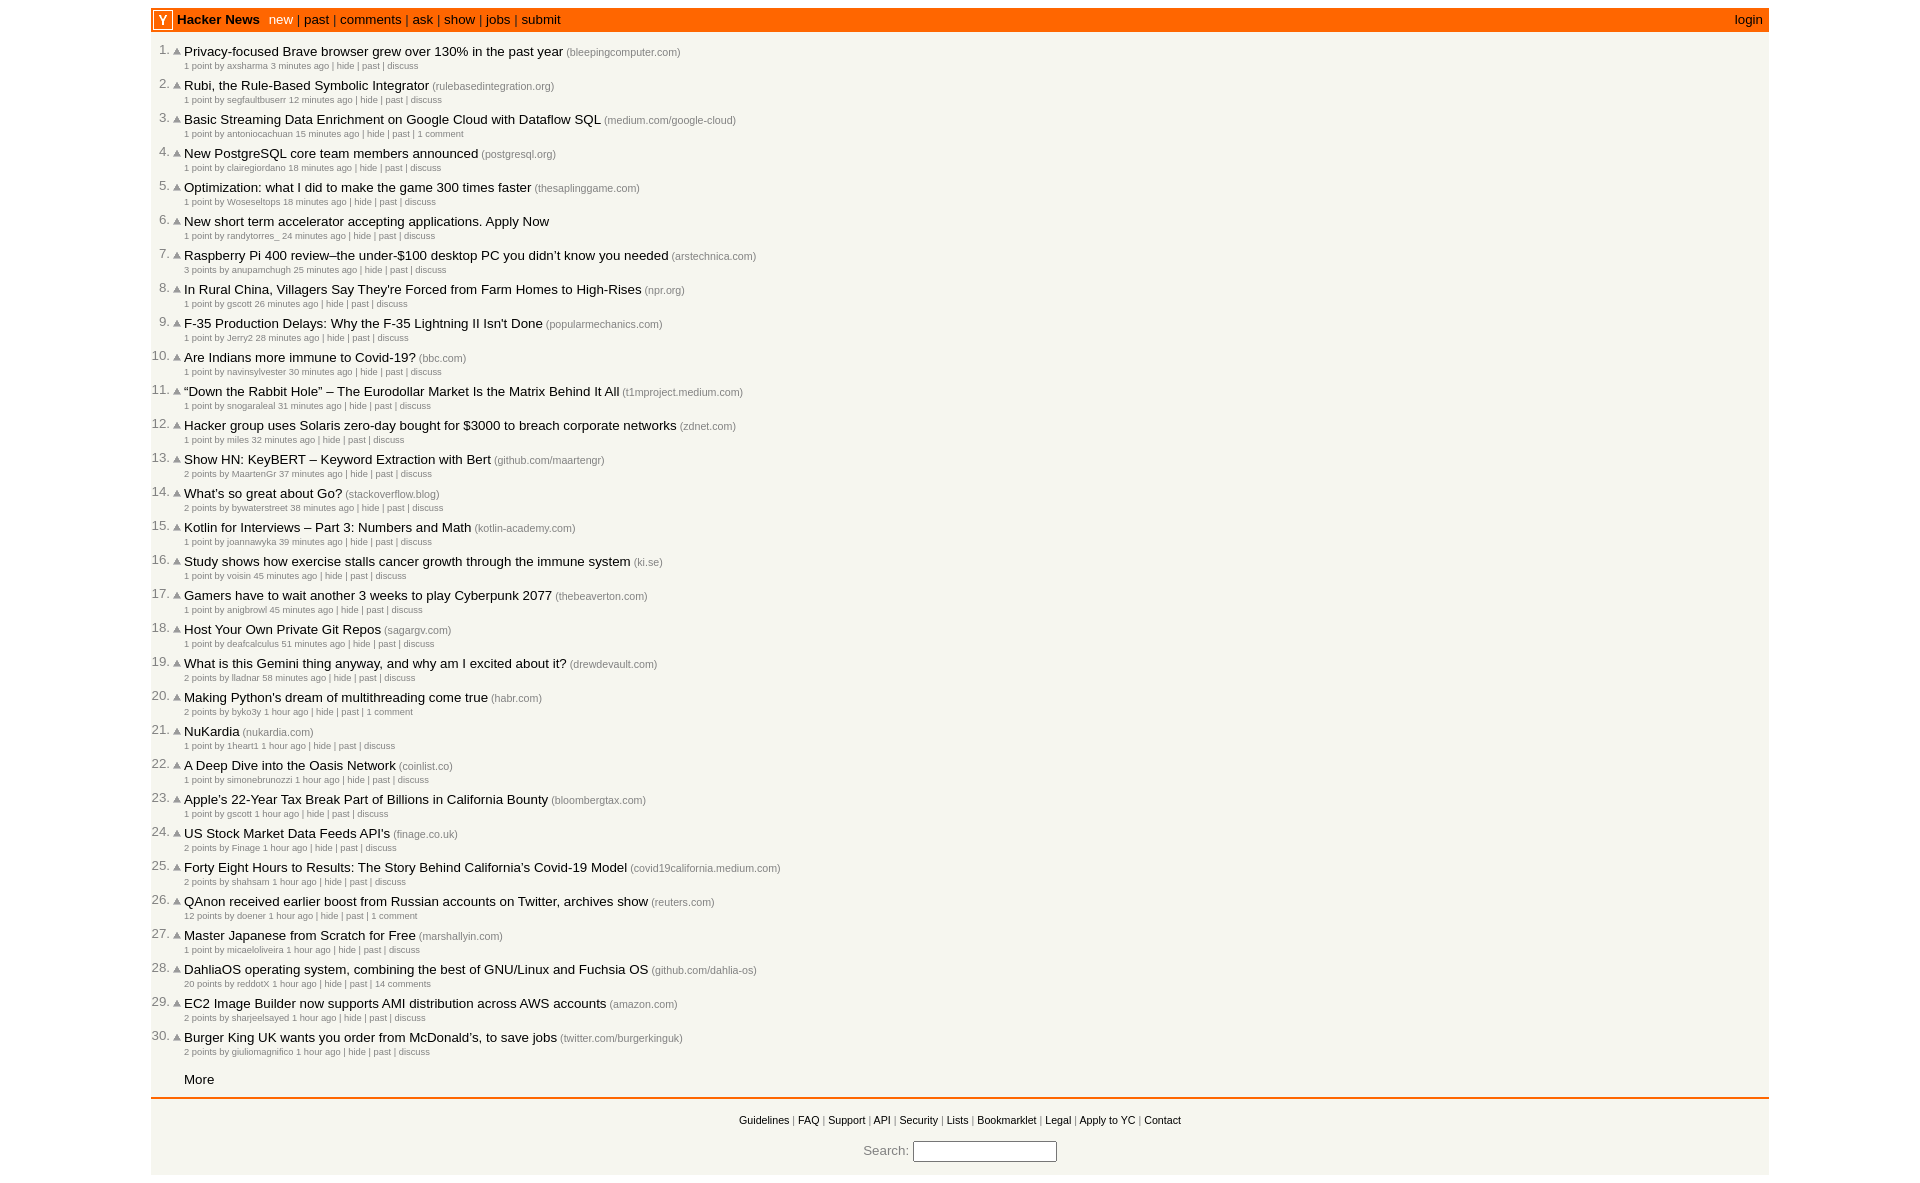 Y Hacker News new | past | comments | ask | show | jobs | submit login
1. Privacy-focused Brave browser grew over 130% in the past year (bleepingcomputer.com)
1 point by axsharma 3 minutes ago | hide | past | discuss
2. Rubi, the Rule-Based Symbolic Integrator (rulebasedintegration.org)
1 point by segfaultbuserr 12 minutes ago | hide | past | discuss
3. Basic Streaming Data Enrichment on Google Cloud with Dataflow SQL (medium.com/google-cloud)
1 point by antoniocachuan 15 minutes ago | hide | past | 1 comment
4. New PostgreSQL core team members announced (postgresql.org)
1 point by clairegiordano 18 minutes ago | hide | past | discuss
5. Optimization: what I did to make the game 300 times faster (thesaplinggame.com)
1 point by Woseseltops 18 minutes ago | hide | past | discuss
6. New short term accelerator accepting applications. Apply Now
1 point by randytorres_ 24 minutes ago | hide | past | discuss
7. Raspberry Pi 400 review–the under-$100 desktop PC you didn’t know you needed (arstechnica.com)
3 points by anupamchugh 25 minutes ago | hide | past | discuss
8. In Rural China, Villagers Say They're Forced from Farm Homes to High-Rises (npr.org)
1 point by gscott 26 minutes ago | hide | past | discuss
9. F-35 Production Delays: Why the F-35 Lightning II Isn't Done (popularmechanics.com)
1 point by Jerry2 28 minutes ago | hide | past | discuss
10. Are Indians more immune to Covid-19? (bbc.com)
1 point by navinsylvester 30 minutes ago | hide | past | discuss
11. “Down the Rabbit Hole” – The Eurodollar Market Is the Matrix Behind It All (t1mproject.medium.com)
1 point by snogaraleal 31 minutes ago | hide | past | discuss
12. Hacker group uses Solaris zero-day bought for $3000 to breach corporate networks (zdnet.com)
1 point by miles 32 minutes ago | hide | past | discuss
13. Show HN: KeyBERT – Keyword Extraction with Bert (github.com/maartengr)
2 points by MaartenGr 37 minutes ago | hide | past | discuss
14. What’s so great about Go? (stackoverflow.blog)
2 points by bywaterstreet 38 minutes ago | hide | past | discuss
15. Kotlin for Interviews – Part 3: Numbers and Math (kotlin-academy.com)
1 point by joannawyka 39 minutes ago | hide | past | discuss
16. Study shows how exercise stalls cancer growth through the immune system (ki.se)
1 point by voisin 45 minutes ago | hide | past | discuss
17. Gamers have to wait another 3 weeks to play Cyberpunk 2077 (thebeaverton.com)
1 point by anigbrowl 45 minutes ago | hide | past | discuss
18. Host Your Own Private Git Repos (sagargv.com)
1 point by deafcalculus 51 minutes ago | hide | past | discuss
19. What is this Gemini thing anyway, and why am I excited about it? (drewdevault.com)
2 points by lladnar 58 minutes ago | hide | past | discuss
20. Making Python's dream of multithreading come true (habr.com)
2 points by byko3y 1 hour ago | hide | past | 1 comment
21. NuKardia (nukardia.com)
1 point by 1heart1 1 hour ago | hide | past | discuss
22. A Deep Dive into the Oasis Network (coinlist.co)
1 point by simonebrunozzi 1 hour ago | hide | past | discuss
23. Apple’s 22-Year Tax Break Part of Billions in California Bounty (bloombergtax.com)
1 point by gscott 1 hour ago | hide | past | discuss
24. US Stock Market Data Feeds API's (finage.co.uk)
2 points by Finage 1 hour ago | hide | past | discuss
25. Forty Eight Hours to Results: The Story Behind California’s Covid-19 Model (covid19california.medium.com)
2 points by shahsam 1 hour ago | hide | past | discuss
26. QAnon received earlier boost from Russian accounts on Twitter, archives show (reuters.com)
12 points by doener 1 hour ago | hide | past | 1 comment
27. Master Japanese from Scratch for Free (marshallyin.com)
1 point by micaeloliveira 1 hour ago | hide | past | discuss
28. DahliaOS operating system, combining the best of GNU/Linux and Fuchsia OS (github.com/dahlia-os)
20 points by reddotX 1 hour ago | hide | past | 14 comments
29. EC2 Image Builder now supports AMI distribution across AWS accounts (amazon.com)
2 points by sharjeelsayed 1 hour ago | hide | past | discuss
30. Burger King UK wants you order from McDonald’s, to save jobs (twitter.com/burgerkinguk)
2 points by giuliomagnifico 1 hour ago | hide | past | discuss
More
Guidelines | FAQ | Support | API | Security | Lists | Bookmarklet | Legal | Apply to YC | Contact
Search: